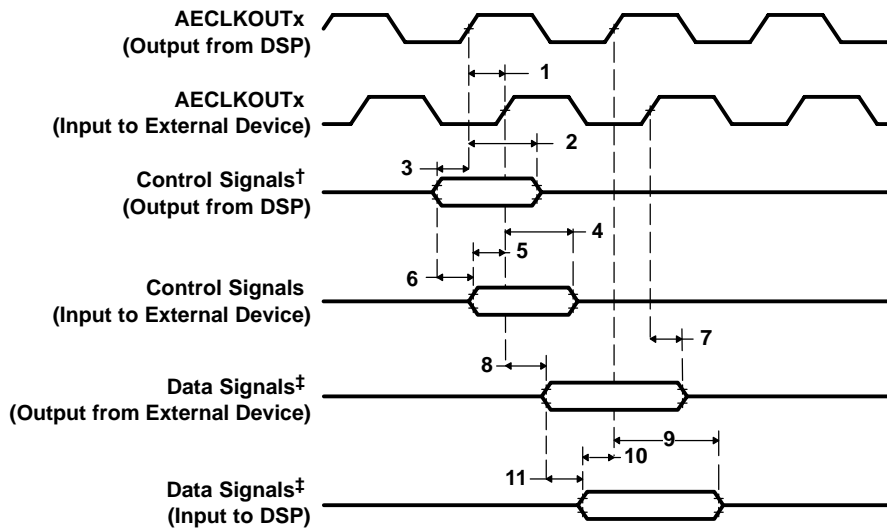 AECLKOUTx
(Output from DSP)
1
AECLKOUTx
(Input to External Device)
2
3
Control Signals†
(Output from DSP)
4
5
6
Control Signals
(Input to External Device)
7
8
Data Signals‡
(Output from External Device)
9
10
11
Data Signals‡
(Input to DSP)